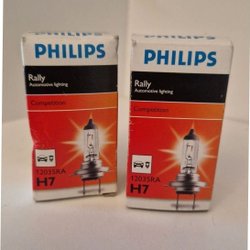 PHILIPS
Rally
Automotive lighting
Competition
12035RA
H7
PHILIPS
Rally
Automotive lighting
Competition
12035RA
H7